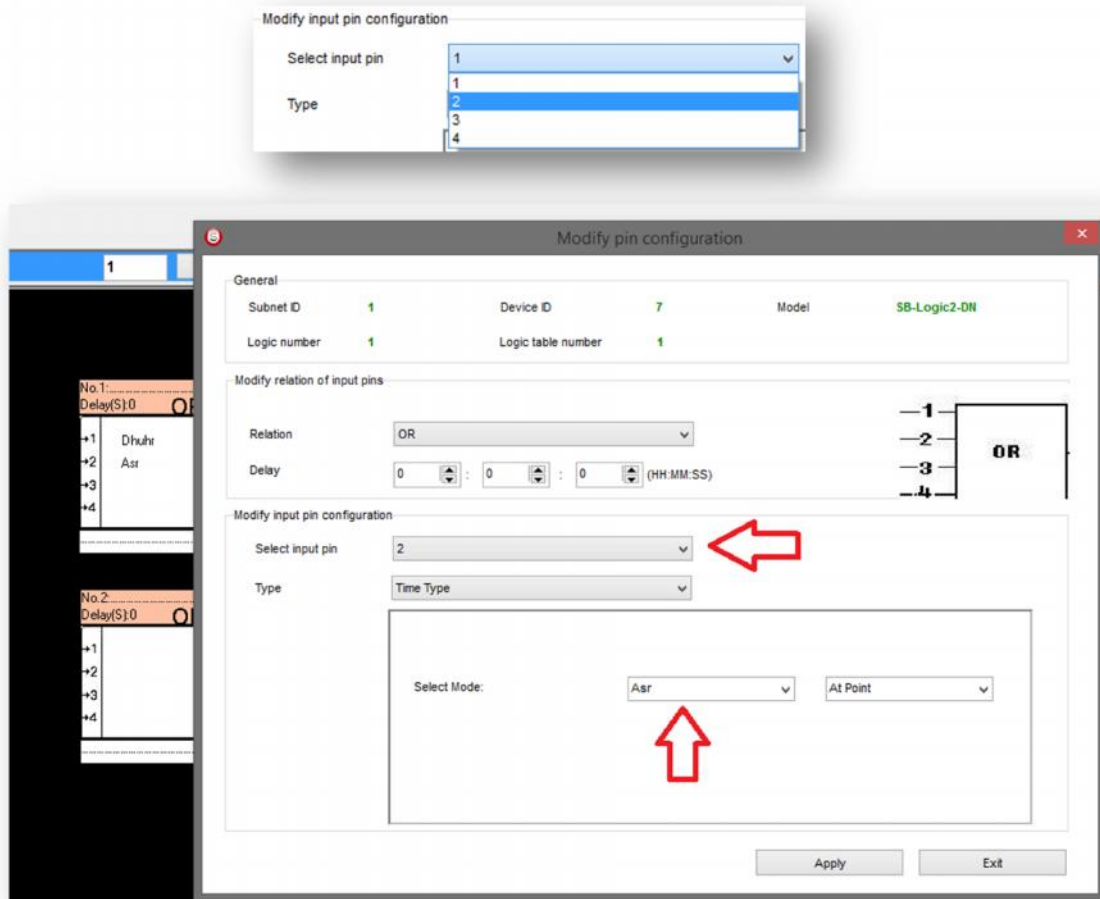 Modify input pin configuration
Select input pin 1
1
Type 2
3
4
Modify pin configuration
1
General
Subnet ID 1 Device ID 7 Model SB-Logic2-DN
Logic number 1 Logic table number 1
Modify relation of input pins
Relation OR
Delay 0 : 0 : 0 (HH:MM:SS)
1
2
OR
3
4
No.1:
Delay(S):0
1 Dhuhr
2 Asr
3
4
Modify input pin configuration
Select input pin 2
Type Time Type
Select Mode: Asr At Point
No.2
Delay(S):0
1
2
3
4
Apply Exit